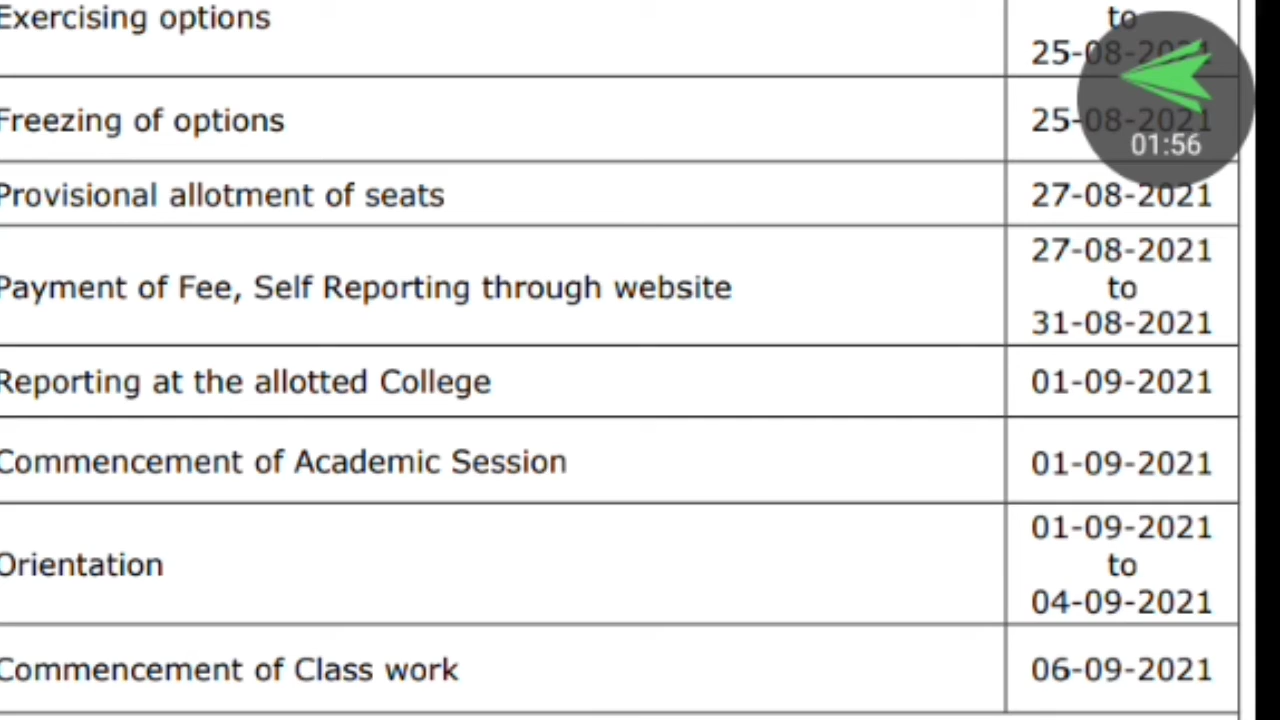 Exercising options
to
25-08-2021
Freezing of options
25-08-2021
01:56
Provisional allotment of seats
27-08-2021
Payment of Fee, Self Reporting through website
27-08-2021
to
31-08-2021
Reporting at the allotted College
01-09-2021
Commencement of Academic Session
01-09-2021
Orientation
01-09-2021
to
04-09-2021
Commencement of Class work
06-09-2021